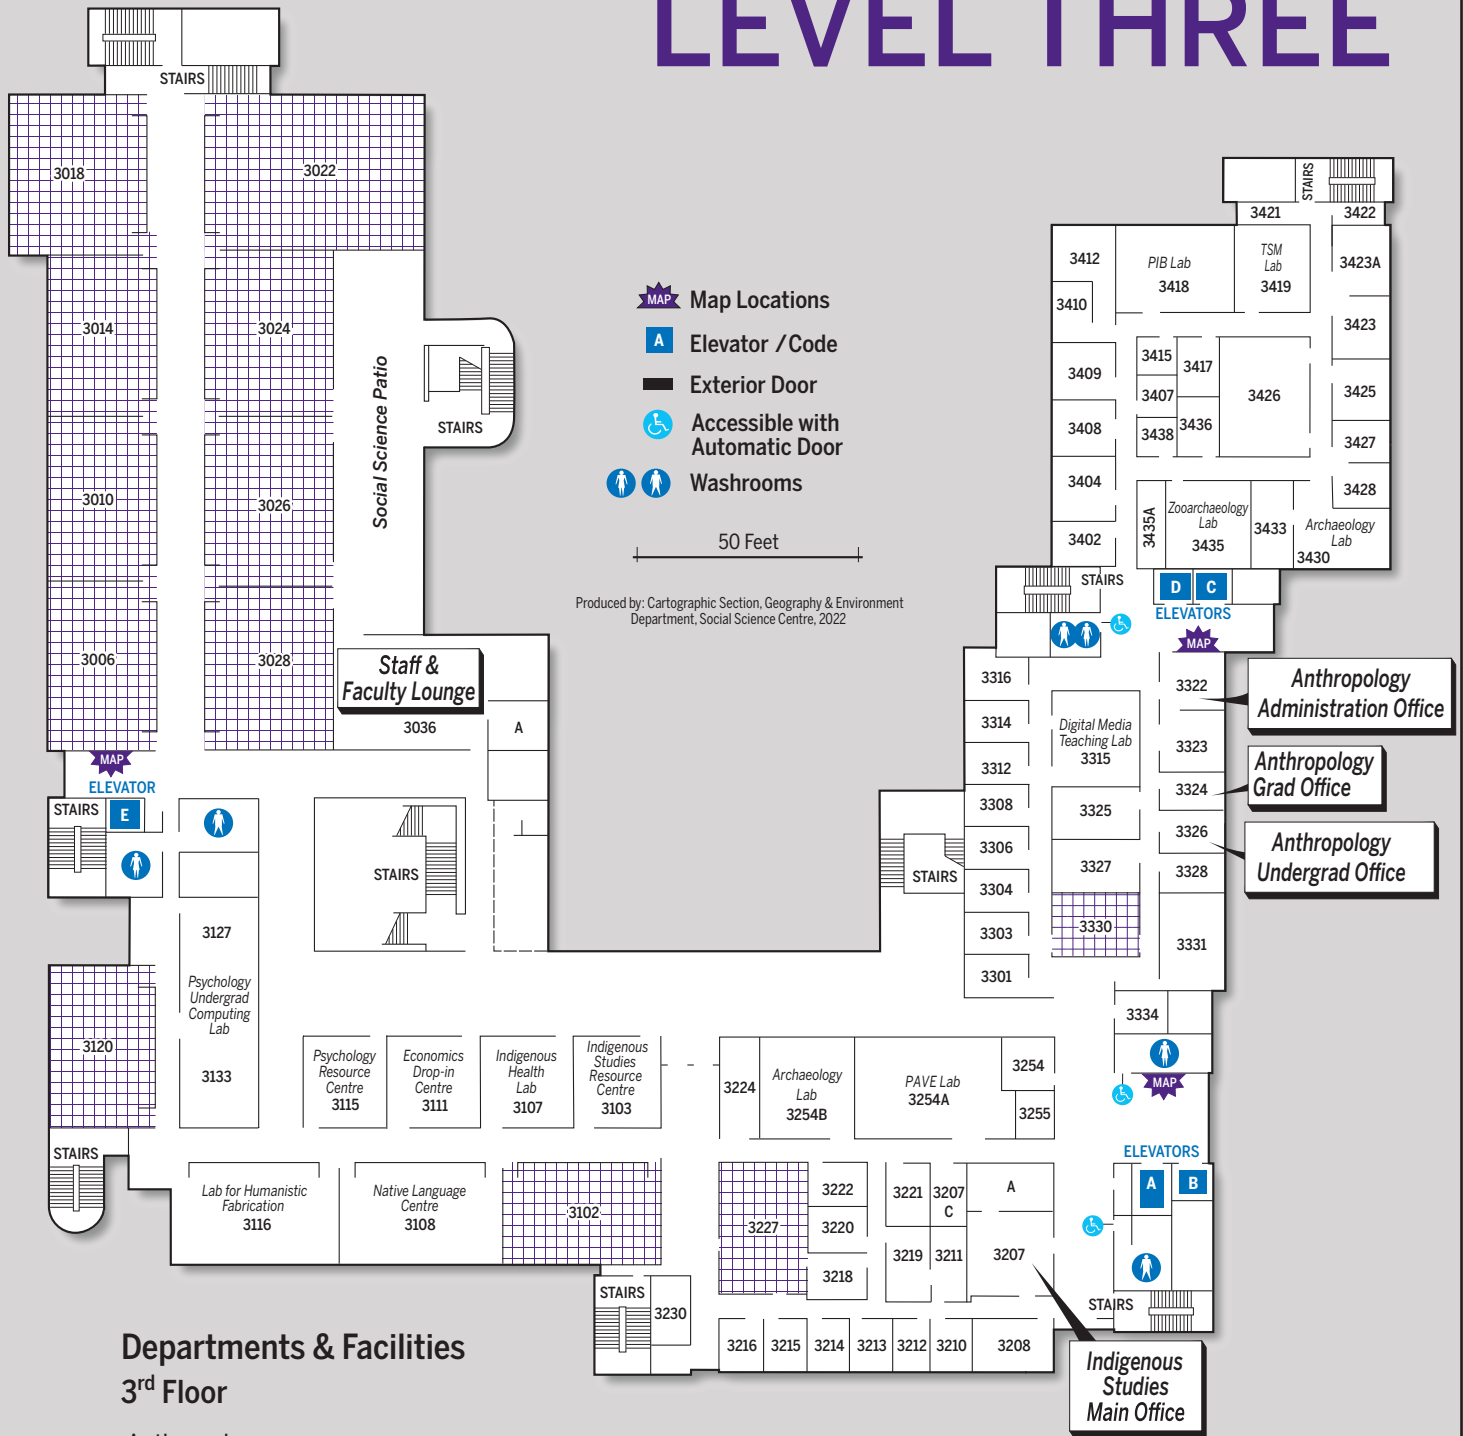 LEVEL THREE
STAIRS
3018
3022
3014
3024
Social Science Patio
STAIRS
3010
3026
3006
3028
Staff &
Faculty Lounge
3036
A
MAP
ELEVATOR
E
STAIRS
STAIRS
3127
Psychology
Undergrad
Computing
Lab
3133
3120
STAIRS
MAP Map Locations
A Elevator / Code
Exterior Door
Accessible with
Automatic Door
Washrooms
50 Feet
Produced by: Cartographic Section, Geography & Environment
Department, Social Science Centre, 2022
STAIRS
3421
3422
3412
PIB Lab
3418
TSM
Lab
3419
3423A
3410
3423
3409
3415
3417
3407
3426
3425
3408
3438
3436
3427
3404
3428
3435A
Zooarchaeology
Lab
3435
3433
Archaeology
Lab
3430
3402
STAIRS
D
C
ELEVATORS
MAP
3316
3322
Anthropology
Administration Office
3314
Digital Media
Teaching Lab
3315
3323
3312
Anthropology
Grad Office
3324
3308
3325
3326
Anthropology
Undergrad Office
3306
3327
3328
STAIRS
3304
3330
3303
3331
3301
3334
MAP
Psychology
Resource
Centre
3115
Economics
Drop-in
Centre
3111
Indigenous
Health
Lab
3107
Indigenous
Studies
Resource
Centre
3103
3224
Archaeology
Lab
3254B
PAVE Lab
3254A
3254
3255
ELEVATORS
A
B
Lab for Humanistic
Fabrication
3116
Native Language
Centre
3108
3102
3227
3222
3220
3218
3221
3207
C
A
3219
3211
3207
STAIRS
STAIRS
3230
3216
3215
3214
3213
3212
3210
3208
Indigenous
Studies
Main Office
Departments & Facilities
3rd Floor